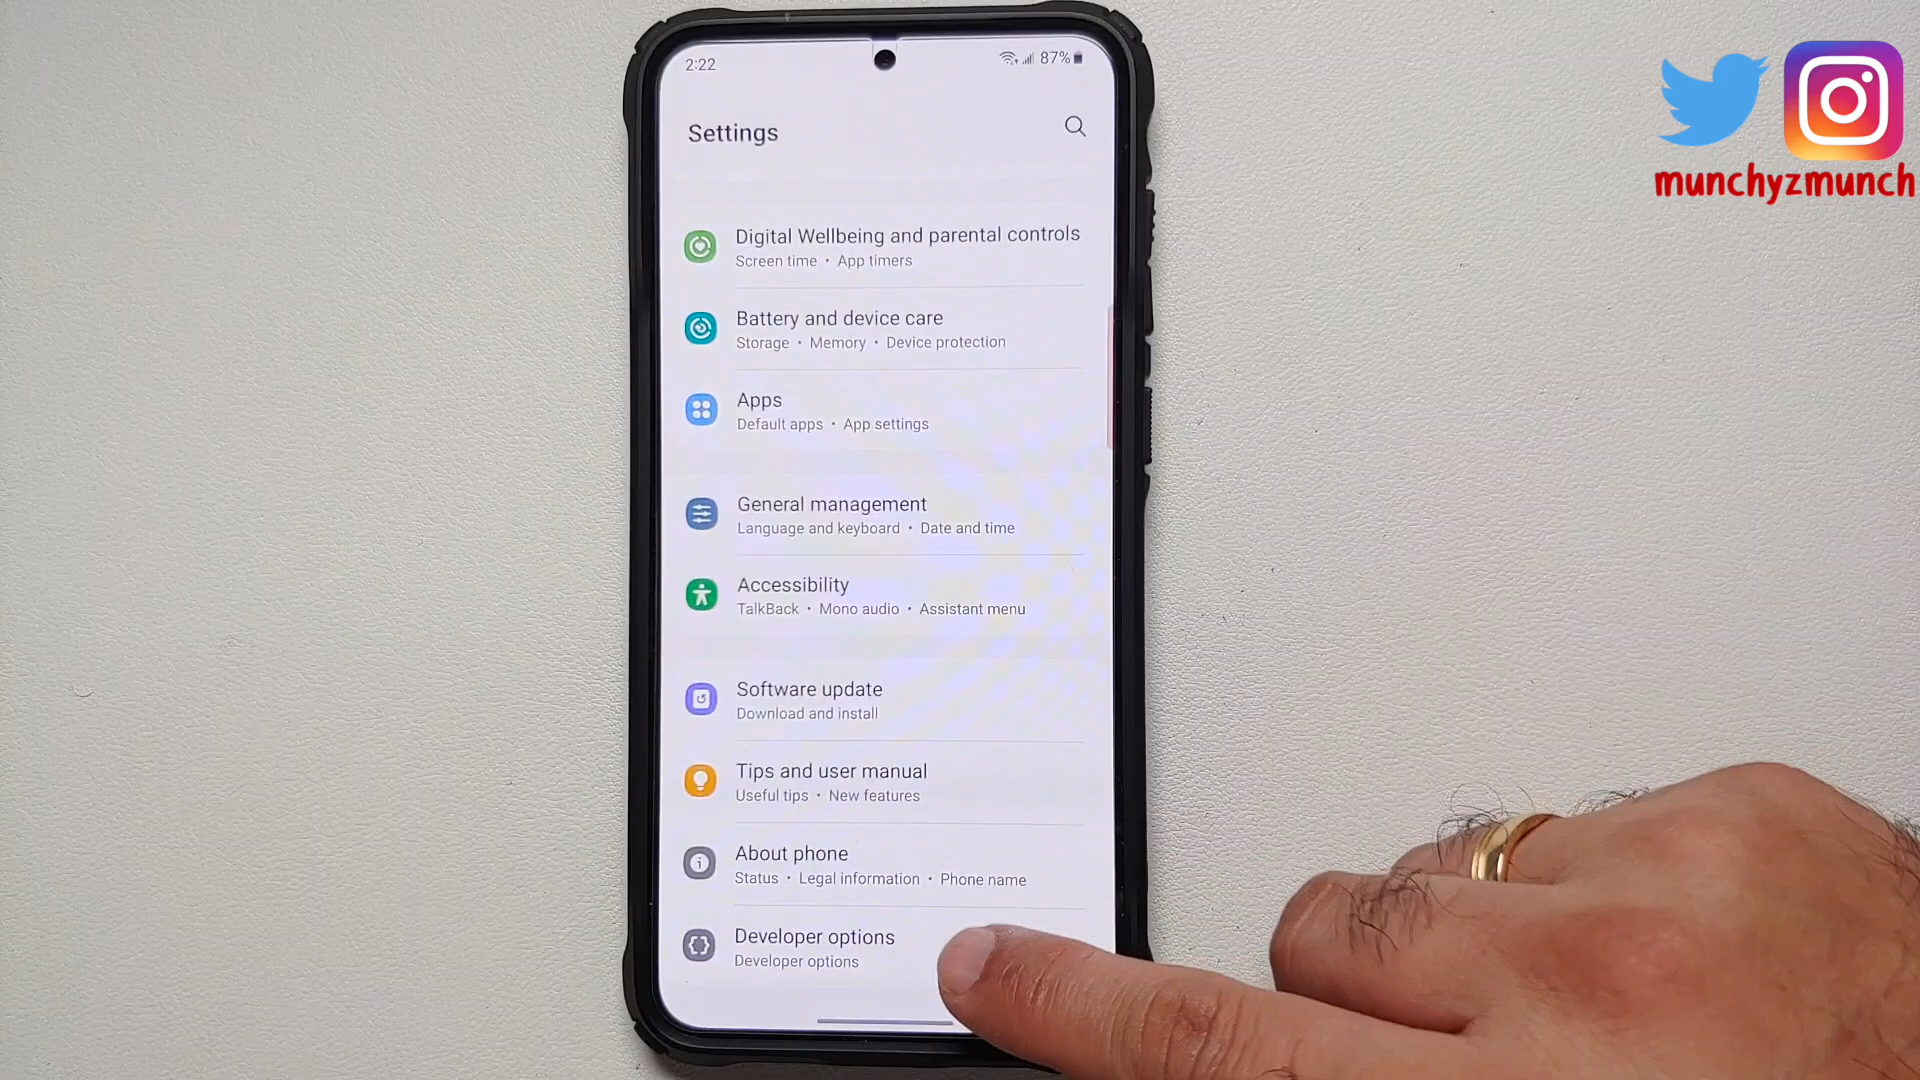 2:22
87%
munchyzmunch
Settings
Digital Wellbeing and parental controls
Screen time • App timers
Battery and device care
Storage • Memory • Device protection
Apps
Default apps • App settings
General management
Language and keyboard • Date and time
Accessibility
TalkBack • Mono audio • Assistant menu
Software update
Download and install
Tips and user manual
Useful tips • New features
About phone
Status • Legal information • Phone name
Developer options
Developer options